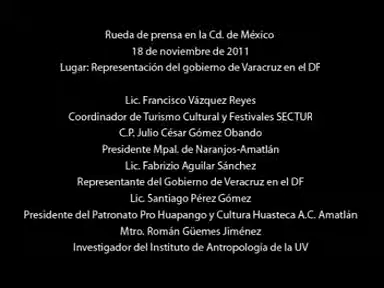 Rueda de prensa en la Cd. de México
18 de noviembre de 2011
Lugar: Representación del gobierno de Varacruz en el DF
Lic. Francisco Vázquez Reyes
Coordinador de Turismo Cultural y Festivales SECTUR
C.P. Julio César Gómez Obando
Presidente Mpal. de Naranjos-Amatlán
Lic. Fabrizio Aguilar Sánchez
Representante del Gobierno de Veracruz en el DF
Lic. Santiago Pérez Gómez
Presidente del Patronato Pro Huapango y Cultura Huasteca A.C. Amatlán
Mtro. Román Güemes Jiménez
Investigador del Instituto de Antropología de la UV